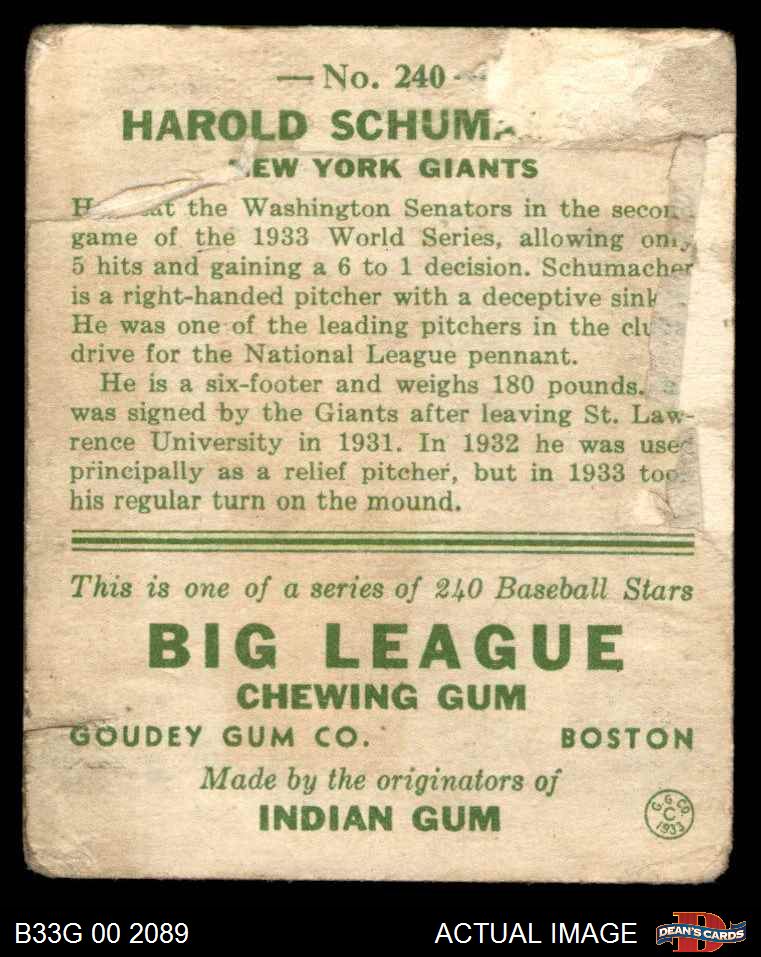 — No. 240 -
HAROLD SCHUM
EW YORK GIANTS
H at the Washington Senators in the secon
game of the 1933 World Series, allowing only
5 hits and gaining a 6 to 1 decision. Schumacher
is a right-handed pitcher with a deceptive sink
He was one of the leading pitchers in the clu
drive for the National League pennant.
He is a six-footer and weighs 180 pounds.
was signed by the Giants after leaving St. Law-
rence University in 1931. In 1932 he was used
principally as a relief pitcher, but in 1933 too
his regular turn on the mound.
This is one of a series of 240 Baseball Stars
BIG LEAGUE
CHEWING GUM
GOUDEY GUM CO. BOSTON
Made by the originators of
INDIAN GUM
G. G. CO.
C
1933
B33G 00 2089 ACTUAL IMAGE D DEAN'S CARDS